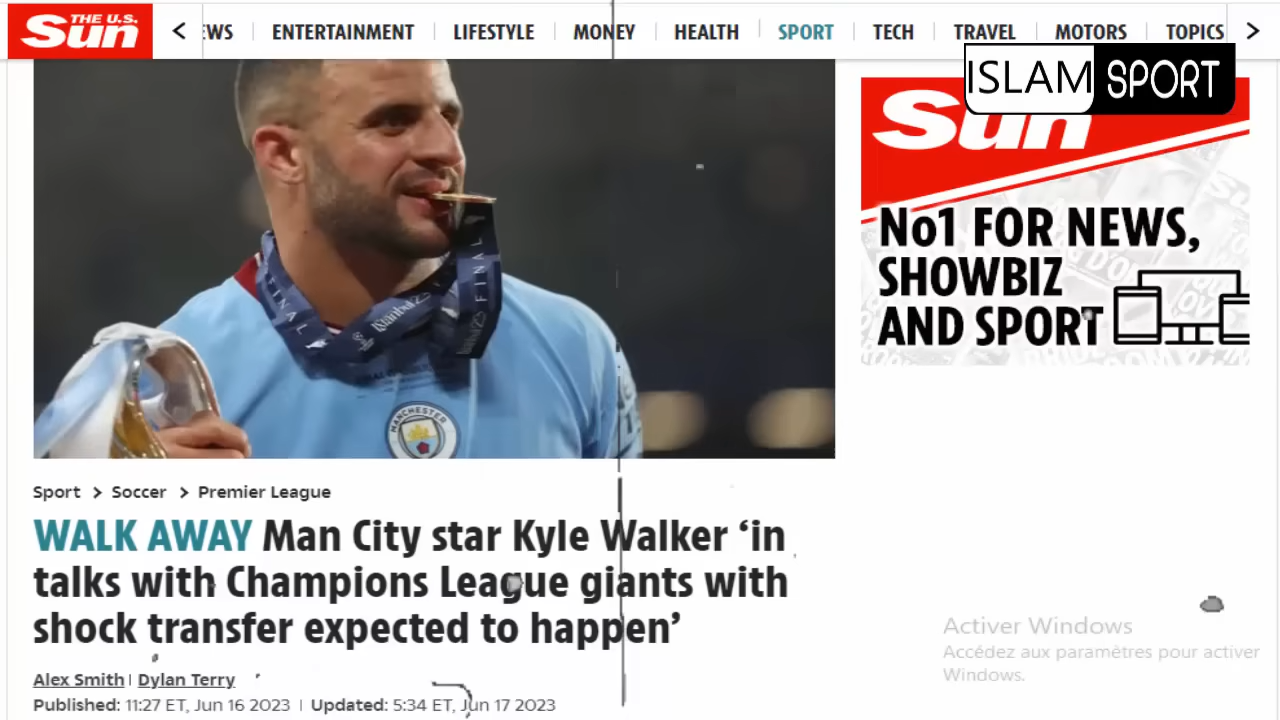 THE U.S.
Sun
EWS
ENTERTAINMENT
LIFESTYLE
MONEY
HEALTH
SPORT
TECH
TRAVEL
MOTORS
TOPICS
ISLAM SPORT
Sun
No1 FOR NEWS,
SHOWBIZ
AND SPORT
FINAL
Istanbul23
FINAL
MANCHESTER
CITY
Sport > Soccer > Premier League
WALK AWAY Man City star Kyle Walker ‘in
talks with Champions League giants with
shock transfer expected to happen’
Alex Smith | Dylan Terry
Published: 11:27 ET, Jun 16 2023 | Updated: 5:34 ET, Jun 17 2023
Activer Windows
Accédez aux paramètres pour activer
Windows.